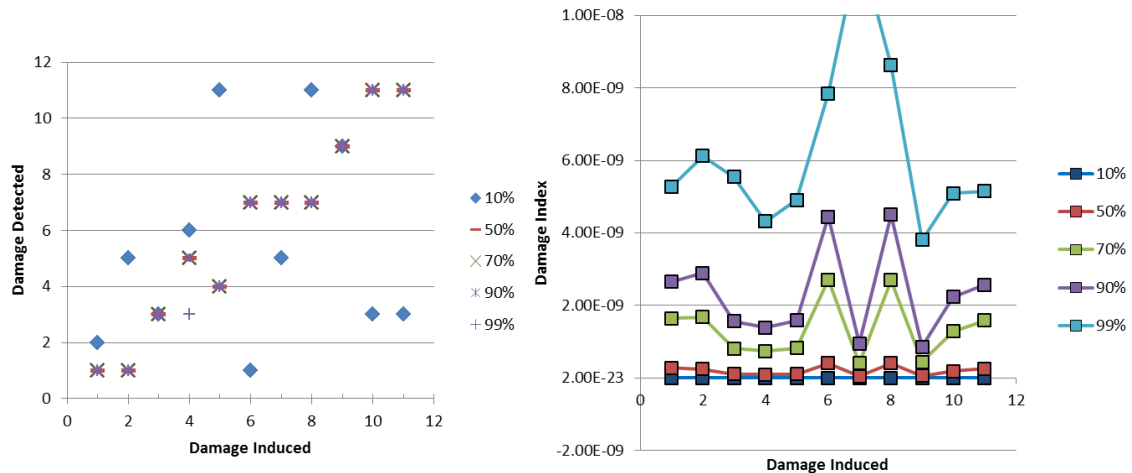 12
10
8
6
4
2
0
Damage Detected
0 2 4 6 8 10 12
Damage Induced
10%
50%
70%
90%
99%
1.00E-08
8.00E-09
6.00E-09
4.00E-09
2.00E-09
2.00E-23
-2.00E-09
Damage Index
0 2 4 6 8 10 12
Damage Induced
10%
50%
70%
90%
99%